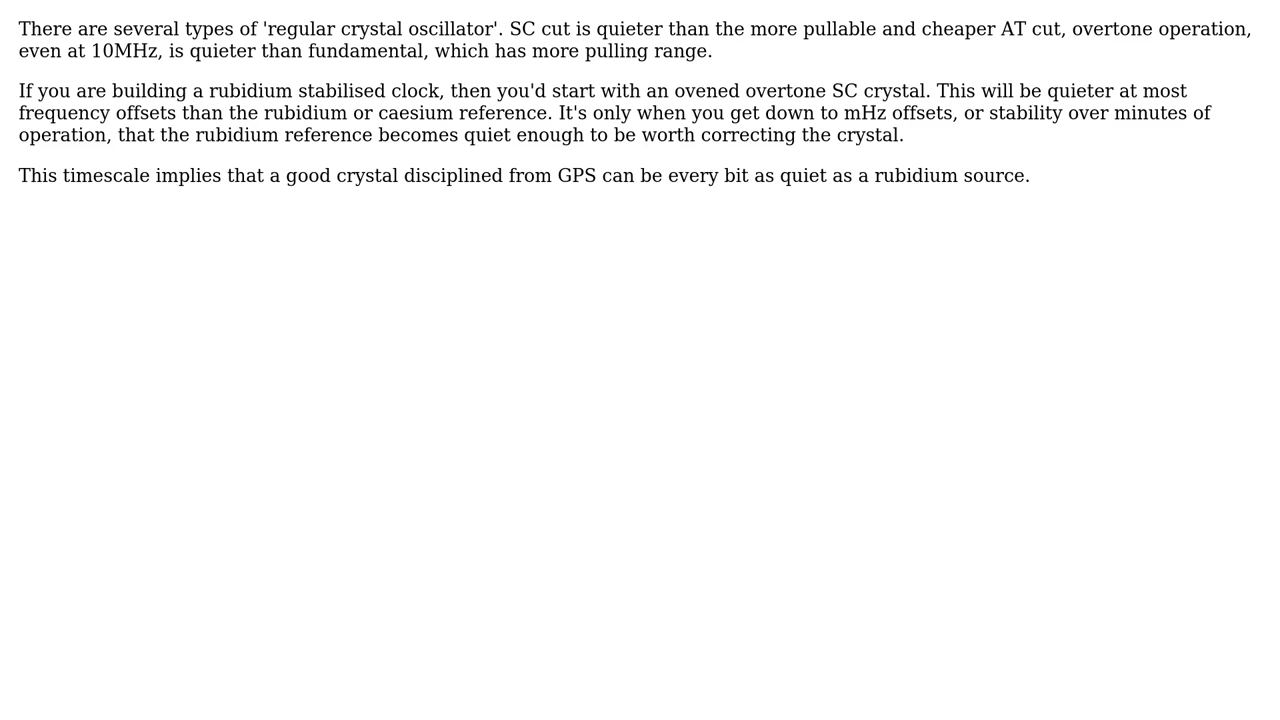 There are several types of 'regular crystal oscillator'. SC cut is quieter than the more pullable and cheaper AT cut, overtone operation,
even at 10MHz, is quieter than fundamental, which has more pulling range.
If you are building a rubidium stabilised clock, then you'd start with an ovened overtone SC crystal. This will be quieter at most
frequency offsets than the rubidium or caesium reference. It's only when you get down to mHz offsets, or stability over minutes of
operation, that the rubidium reference becomes quiet enough to be worth correcting the crystal.
This timescale implies that a good crystal disciplined from GPS can be every bit as quiet as a rubidium source.